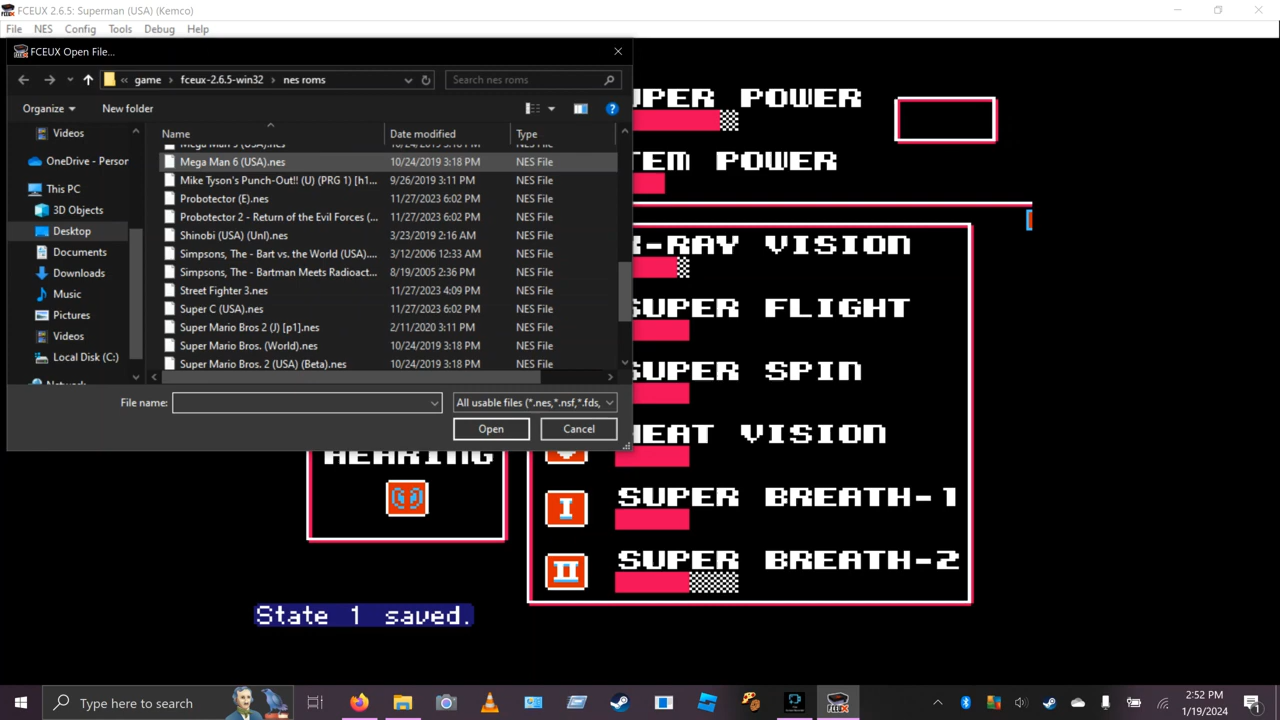 FCEUX 2.6.5: Superman (USA) (Kemco)
File NES Config Tools Debug Help
FCEUX Open File...
« game › fceux-2.6.5-win32 › nes roms
Search nes roms
Organize
New folder
Videos
OneDrive - Person
This PC
3D Objects
Desktop
Documents
Downloads
Music
Pictures
Videos
Local Disk (C:)
Network
Name Date modified Type
Mega Man 6 (USA).nes 10/24/2019 3:18 PM NES File
Mike Tyson's Punch-Out!! (U) (PRG 1) [h1... 9/26/2019 3:11 PM NES File
Probotector (E).nes 11/27/2023 6:02 PM NES File
Probotector 2 - Return of the Evil Forces (... 11/27/2023 6:02 PM NES File
Shinobi (USA) (Unl).nes 3/23/2019 2:16 AM NES File
Simpsons, The - Bart vs. the World (USA).... 3/12/2006 12:33 AM NES File
Simpsons, The - Bartman Meets Radioact... 8/19/2005 2:36 PM NES File
Street Fighter 3.nes 11/27/2023 4:09 PM NES File
Super C (USA).nes 11/27/2023 6:02 PM NES File
Super Mario Bros 2 (J) [p1].nes 2/11/2020 3:11 PM NES File
Super Mario Bros. (World).nes 10/24/2019 3:18 PM NES File
Super Mario Bros. 2 (USA) (Beta).nes 10/24/2019 3:18 PM NES File
File name:
All usable files (*.nes,*.nsf,*.fds,
Open
Cancel
UPER POWER
TEM POWER
X-RAY VISION
SUPER FLIGHT
SUPER SPIN
HEAT VISION
I SUPER BREATH-1
II SUPER BREATH-2
HEARING
State 1 saved.
Type here to search
2:52 PM
1/19/2024
1